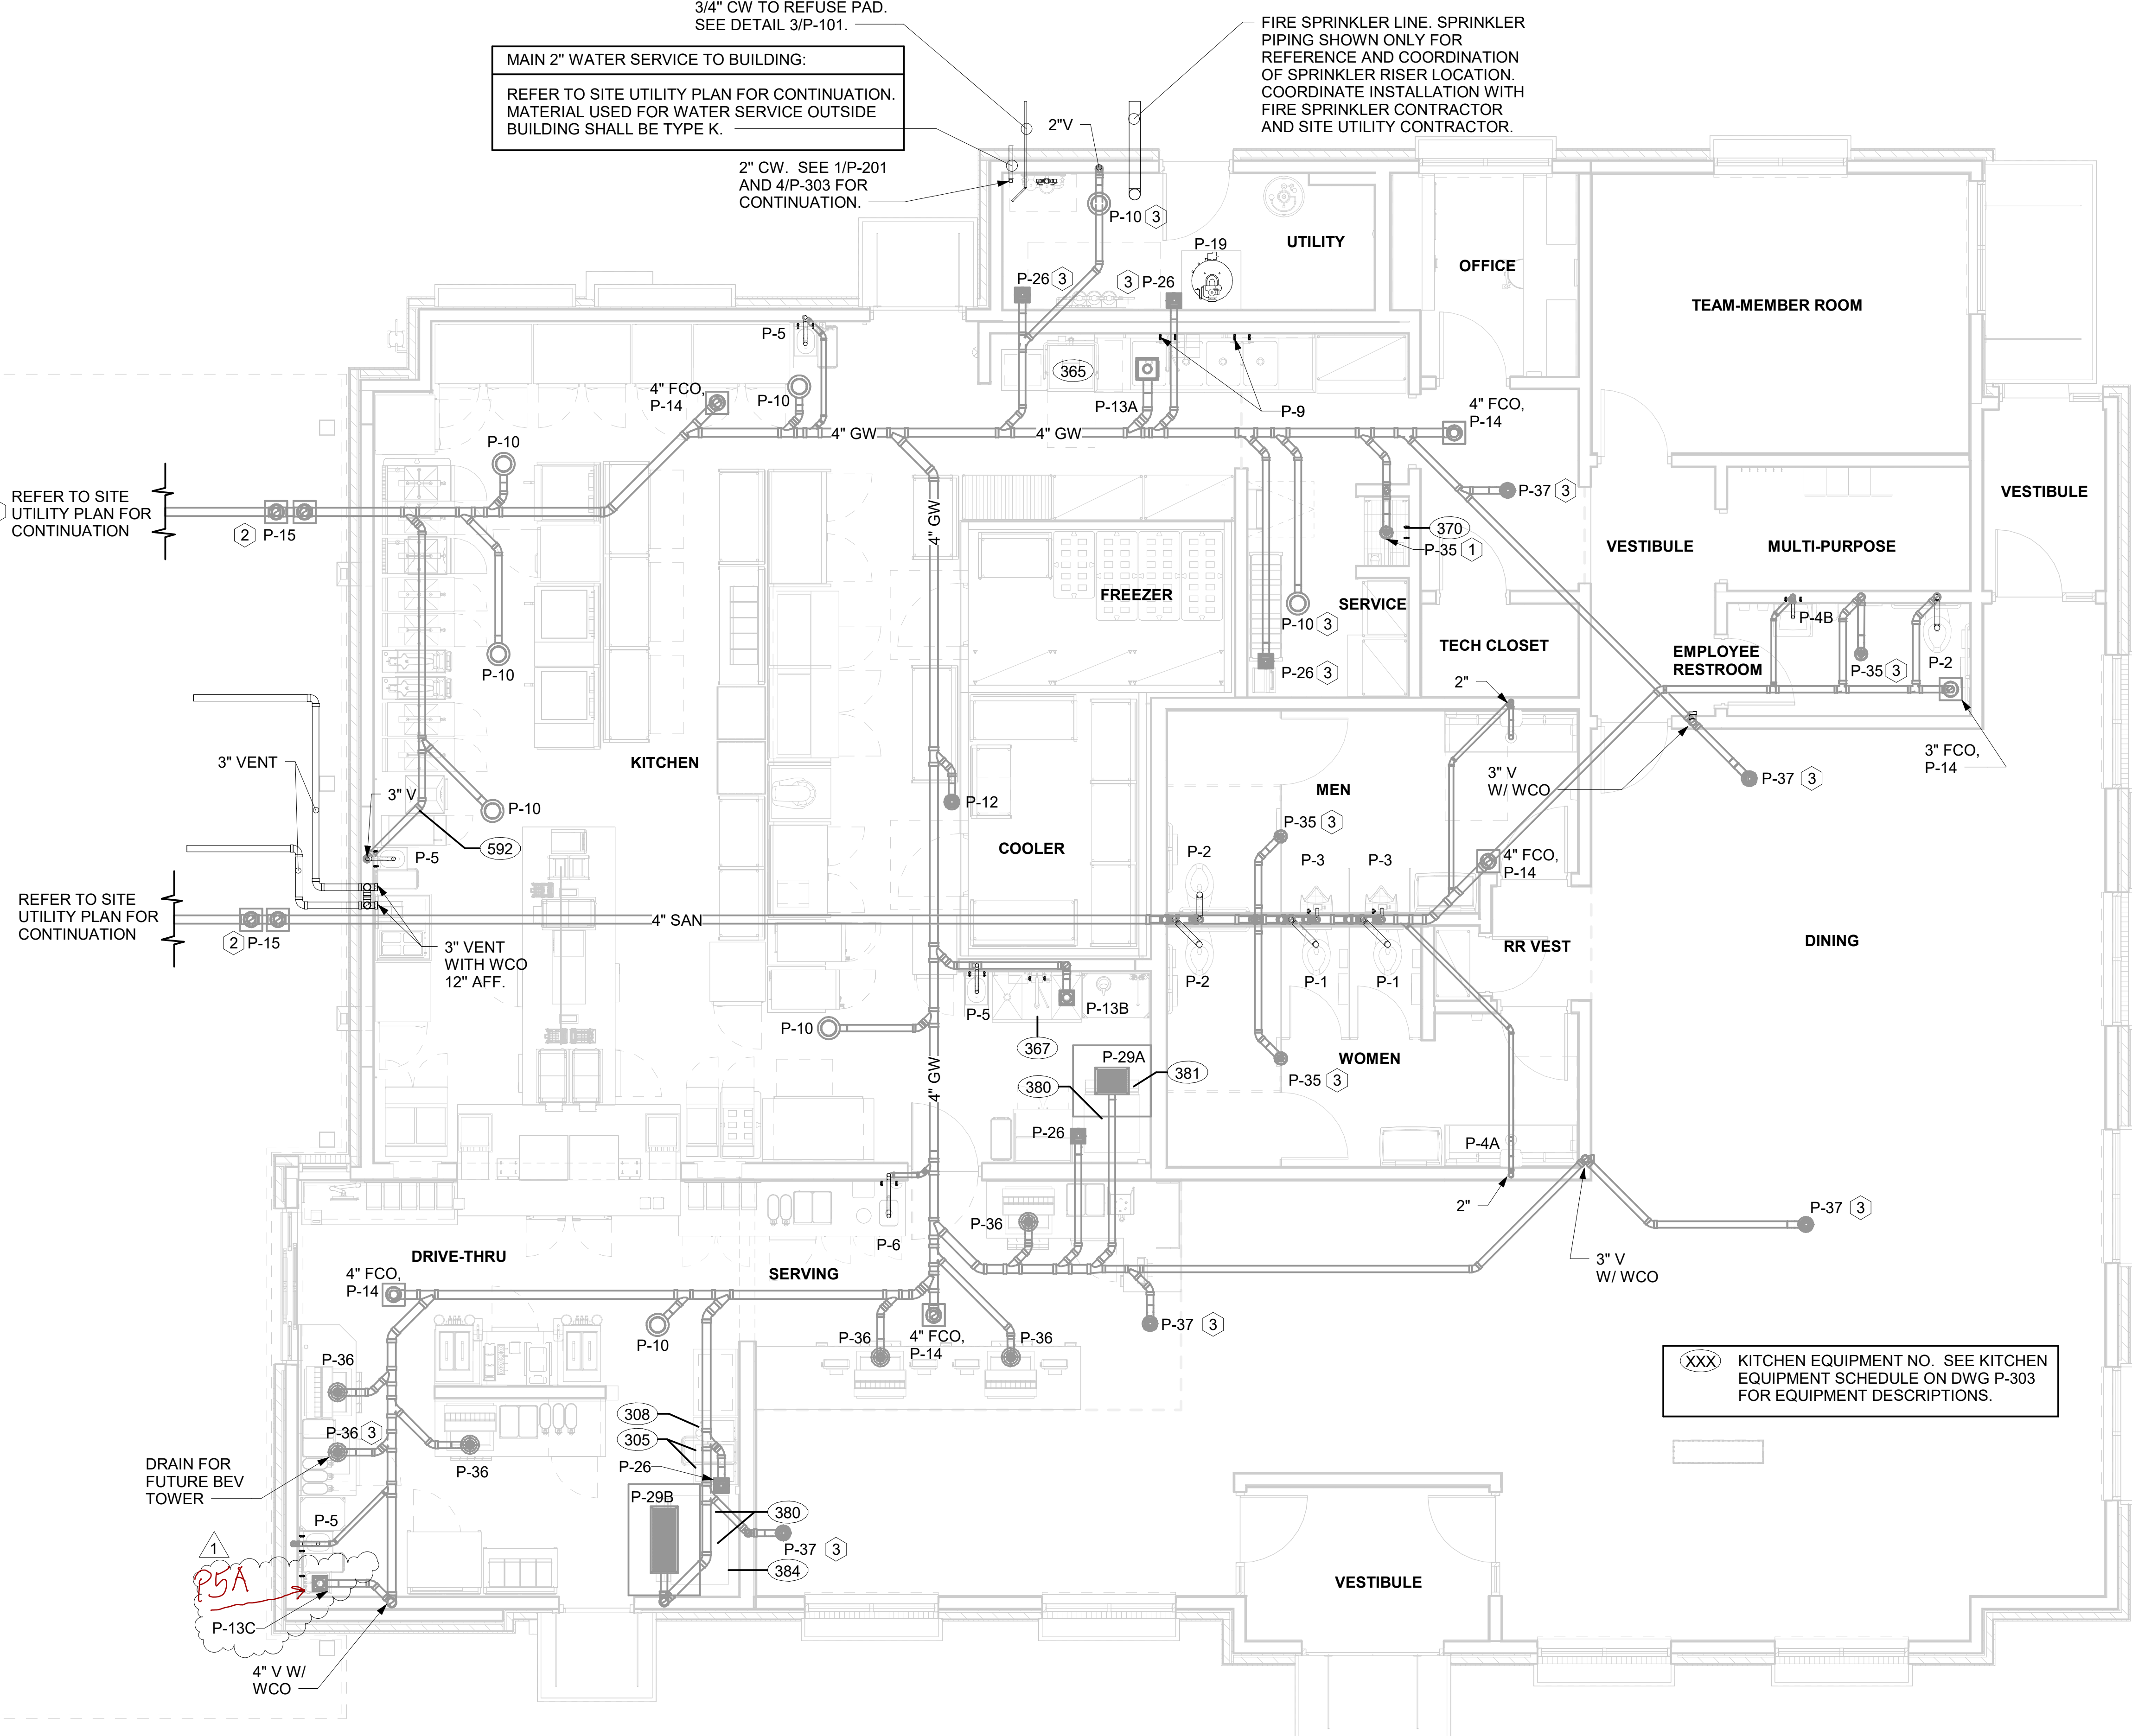 3/4" CW TO REFUSE PAD.
SEE DETAIL 3/P-101.
FIRE SPRINKLER LINE. SPRINKLER
PIPING SHOWN ONLY FOR
REFERENCE AND COORDINATION
OF SPRINKLER RISER LOCATION.
COORDINATE INSTALLATION WITH
FIRE SPRINKLER CONTRACTOR
AND SITE UTILITY CONTRACTOR.
MAIN 2" WATER SERVICE TO BUILDING:
REFER TO SITE UTILITY PLAN FOR CONTINUATION.
MATERIAL USED FOR WATER SERVICE OUTSIDE
BUILDING SHALL BE TYPE K.
2"V
2" CW. SEE 1/P-201
AND 4/P-303 FOR
CONTINUATION.
P-10 3
UTILITY
P-19
OFFICE
P-26 3
3 P-26
TEAM-MEMBER ROOM
P-5
365
4" FCO,
P-14
P-10
P-13A
P-9
4" FCO,
P-14
4" GW
4" GW
P-10
REFER TO SITE
UTILITY PLAN FOR
CONTINUATION
2 P-15
4" GW
P-37 3
VESTIBULE
370
P-35 1
VESTIBULE
MULTI-PURPOSE
FREEZER
SERVICE
P-10 3
P-4B
TECH CLOSET
EMPLOYEE
RESTROOM
P-35 3
P-2
P-10
P-26 3
2"
3" VENT
KITCHEN
3" FCO,
P-14
3" V
3" V
W/ WCO
P-37 3
MEN
P-10
P-12
P-35 3
592
COOLER
P-5
P-2
P-3
P-3
4" FCO,
P-14
REFER TO SITE
UTILITY PLAN FOR
CONTINUATION
4" SAN
2 P-15
3" VENT
WITH WCO
12" AFF.
RR VEST
DINING
P-2
P-1
P-1
P-5
P-13B
P-10
367
P-29A
WOMEN
381
380
P-35 3
4" GW
P-26
P-4A
2"
P-37 3
P-36
P-6
DRIVE-THRU
SERVING
3" V
W/ WCO
4" FCO,
P-14
P-37 3
P-10
P-36
4" FCO,
P-14
P-36
P-36
XXX KITCHEN EQUIPMENT NO. SEE KITCHEN
EQUIPMENT SCHEDULE ON DWG P-303
FOR EQUIPMENT DESCRIPTIONS.
308
P-36 3
305
DRAIN FOR
FUTURE BEV
TOWER
P-36
P-26
P-29B
380
P-5
1
P-37 3
384
P5A
VESTIBULE
P-13C
4" V W/
WCO